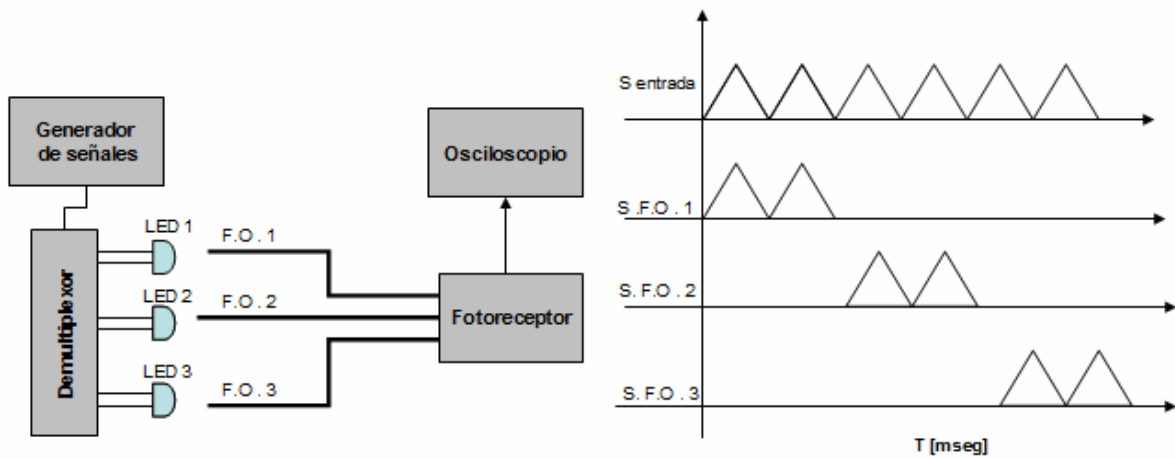 Generador
de señales
Osciloscopio
LED 1
F.O . 1
Demultiplexor
LED 2
F.O . 2
Fotoreceptor
LED 3
F.O . 3
S entrada
S .F.O . 1
S. F.O . 2
S. F.O . 3
T [mseg]